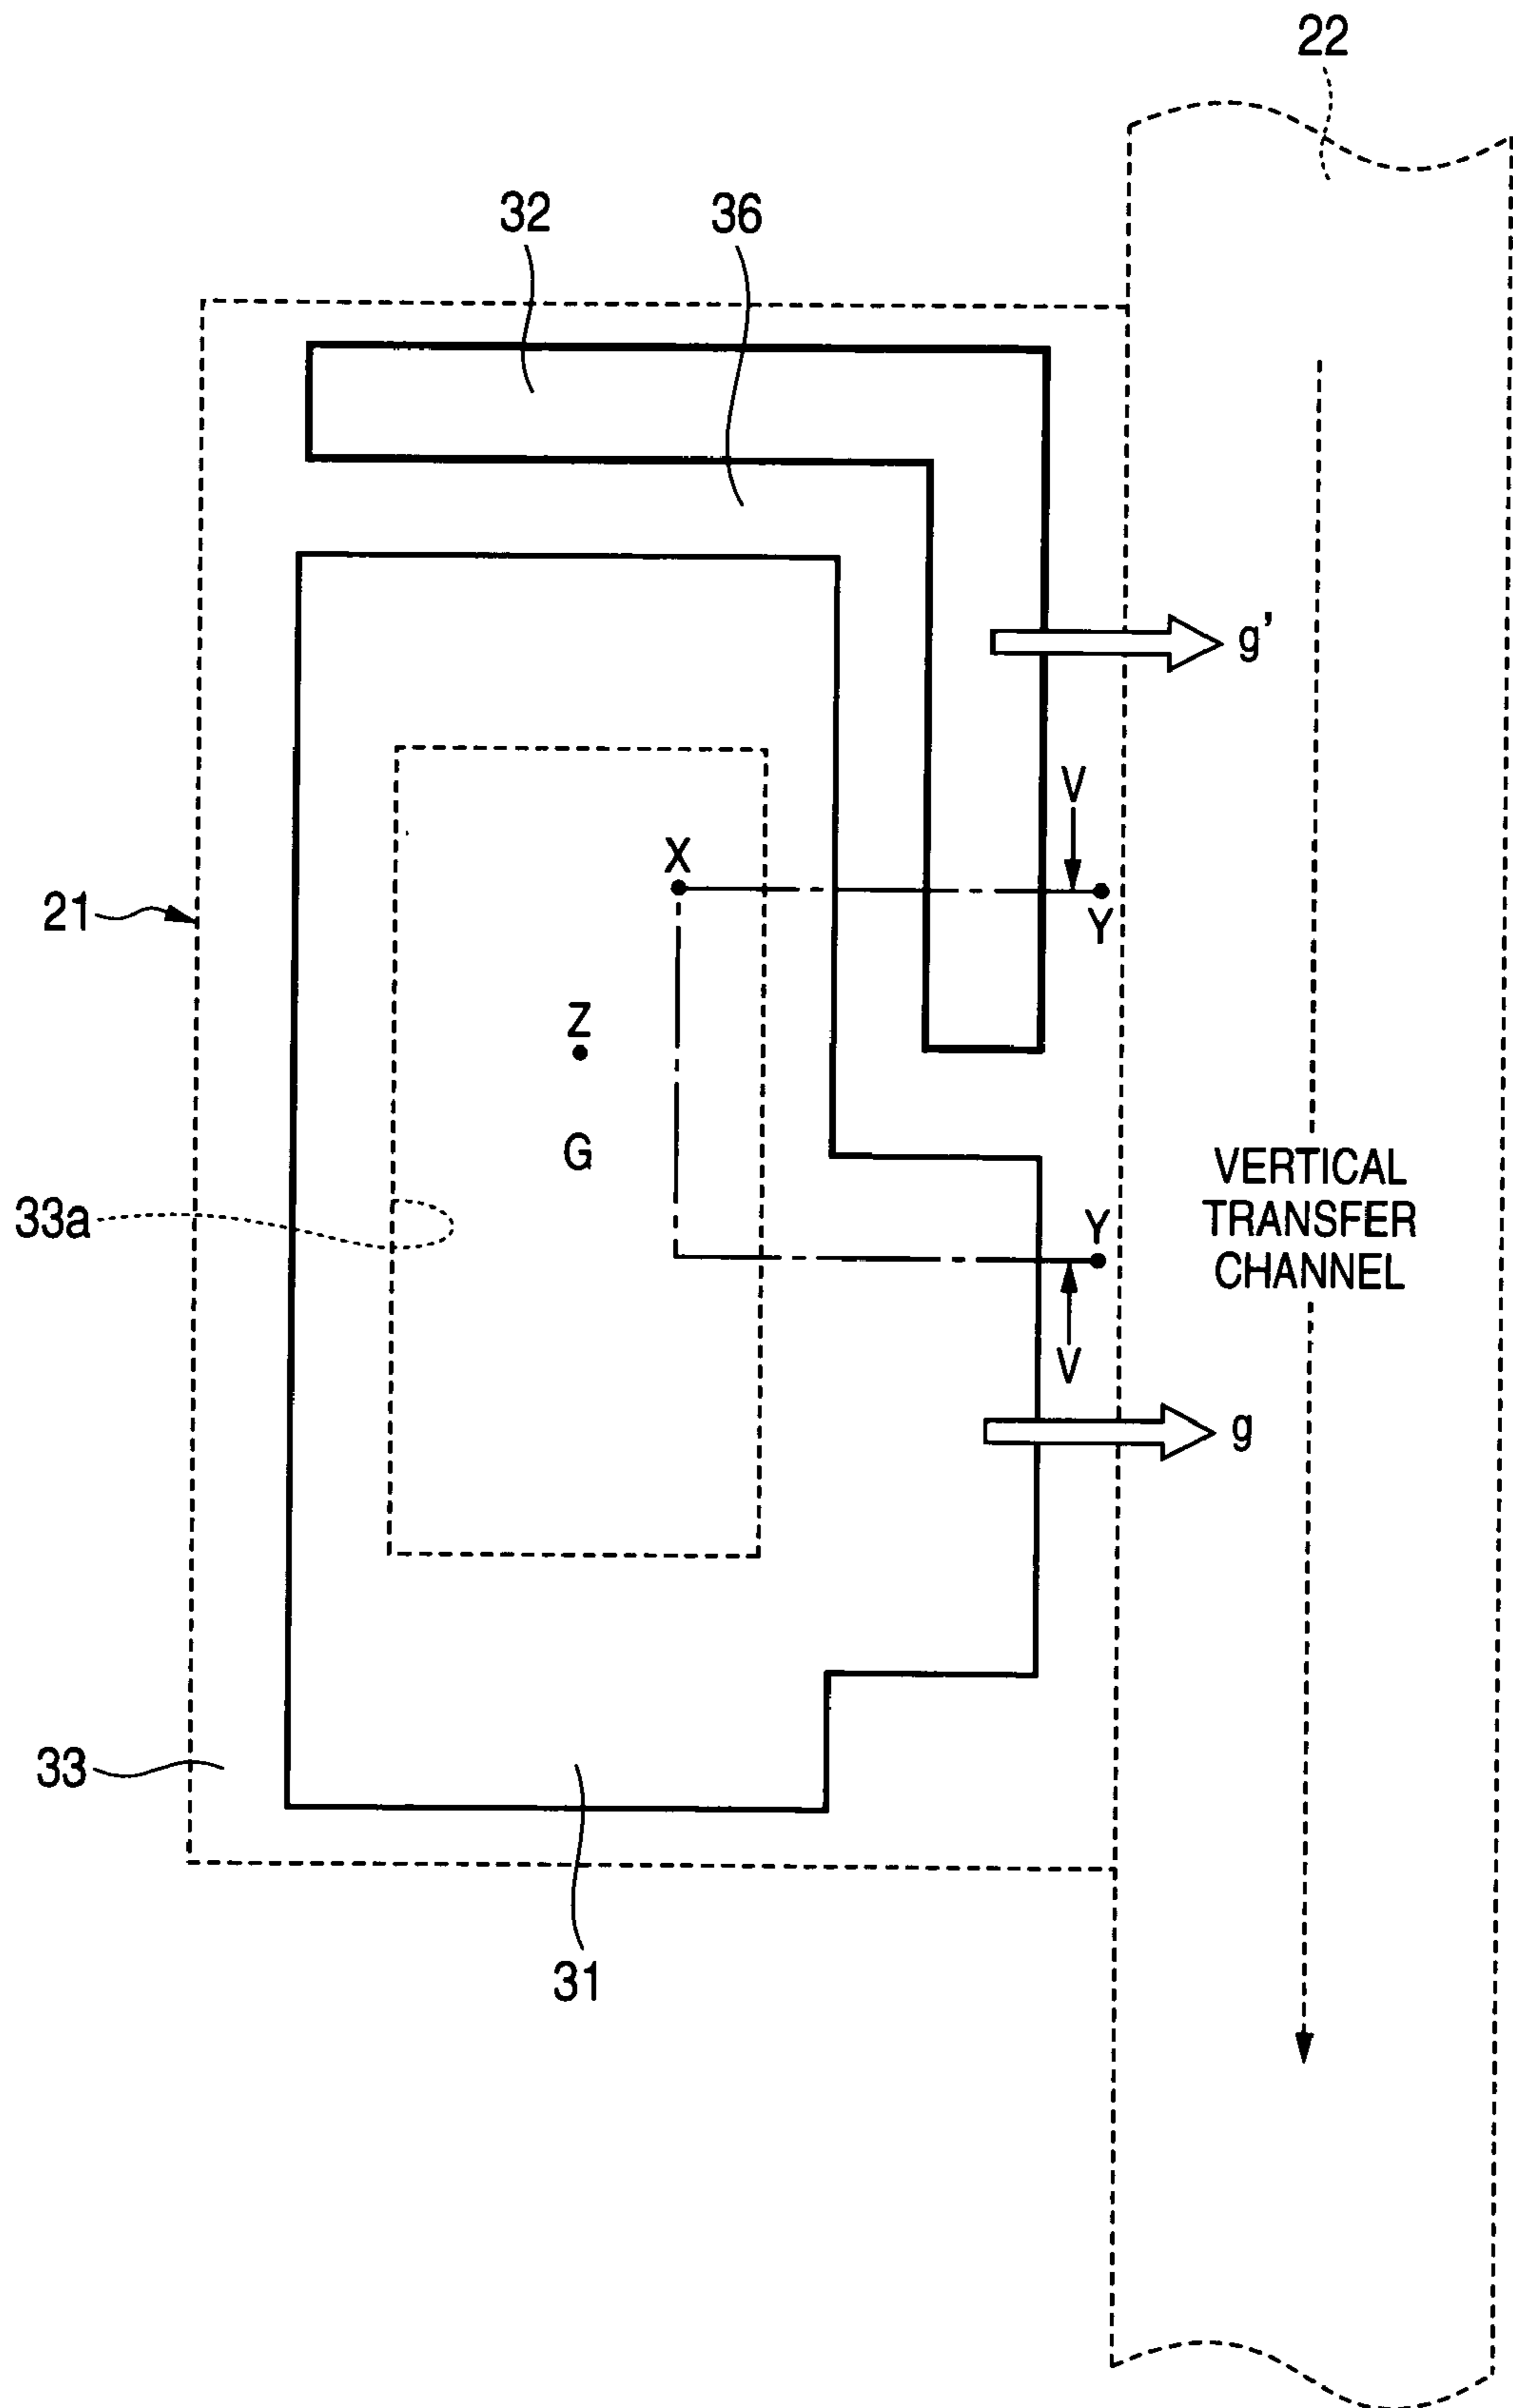 22
32
36
g'
V
X
21
Y
Z
G
33a
VERTICAL
TRANSFER
CHANNEL
Y
V
g
33
31